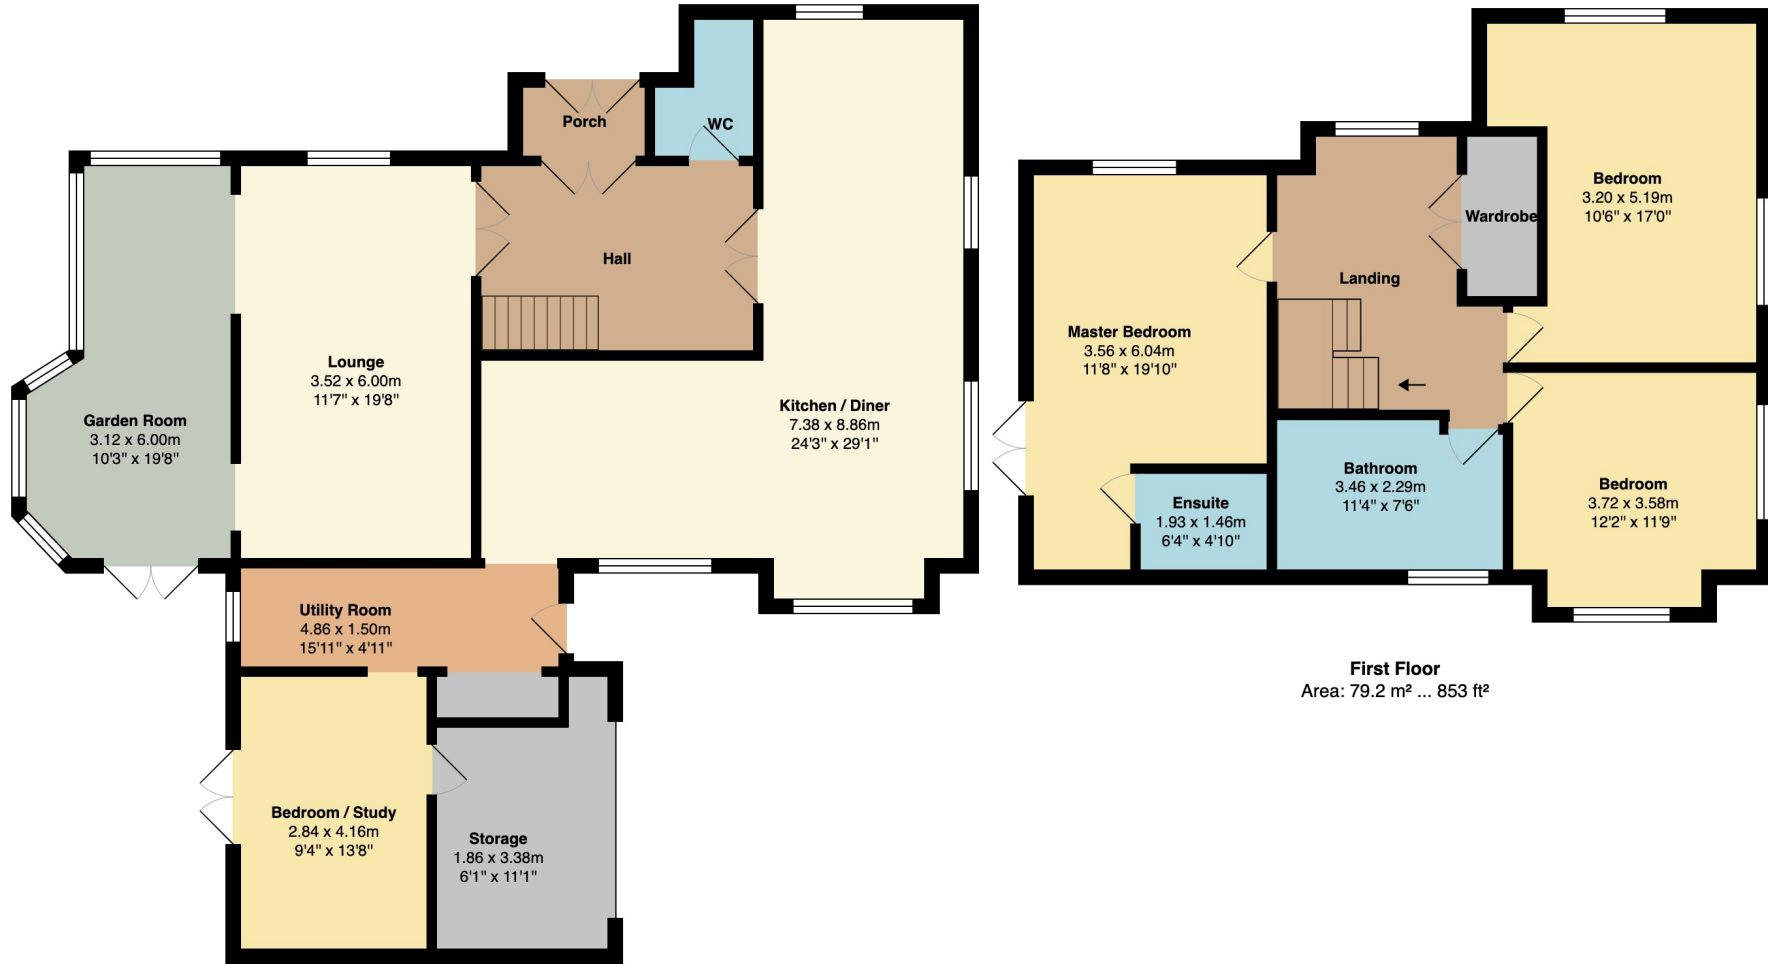 Porch
WC
Hall
Lounge
3.52 x 6.00m
11'7" x 19'8"
Garden Room
3.12 x 6.00m
10'3" x 19'8"
Kitchen / Diner
7.38 x 8.86m
24'3" x 29'1"
Utility Room
4.86 x 1.50m
15'11" x 4'11"
Bedroom / Study
2.84 x 4.16m
9'4" x 13'8"
Storage
1.86 x 3.38m
6'1" x 11'1"
Bedroom
3.20 x 5.19m
10'6" x 17'0"
Wardrobe
Landing
Master Bedroom
3.56 x 6.04m
11'8" x 19'10"
Bathroom
3.46 x 2.29m
11'4" x 7'6"
Ensuite
1.93 x 1.46m
6'4" x 4'10"
Bedroom
3.72 x 3.58m
12'2" x 11'9"
First Floor
Area: 79.2 m² ... 853 ft²